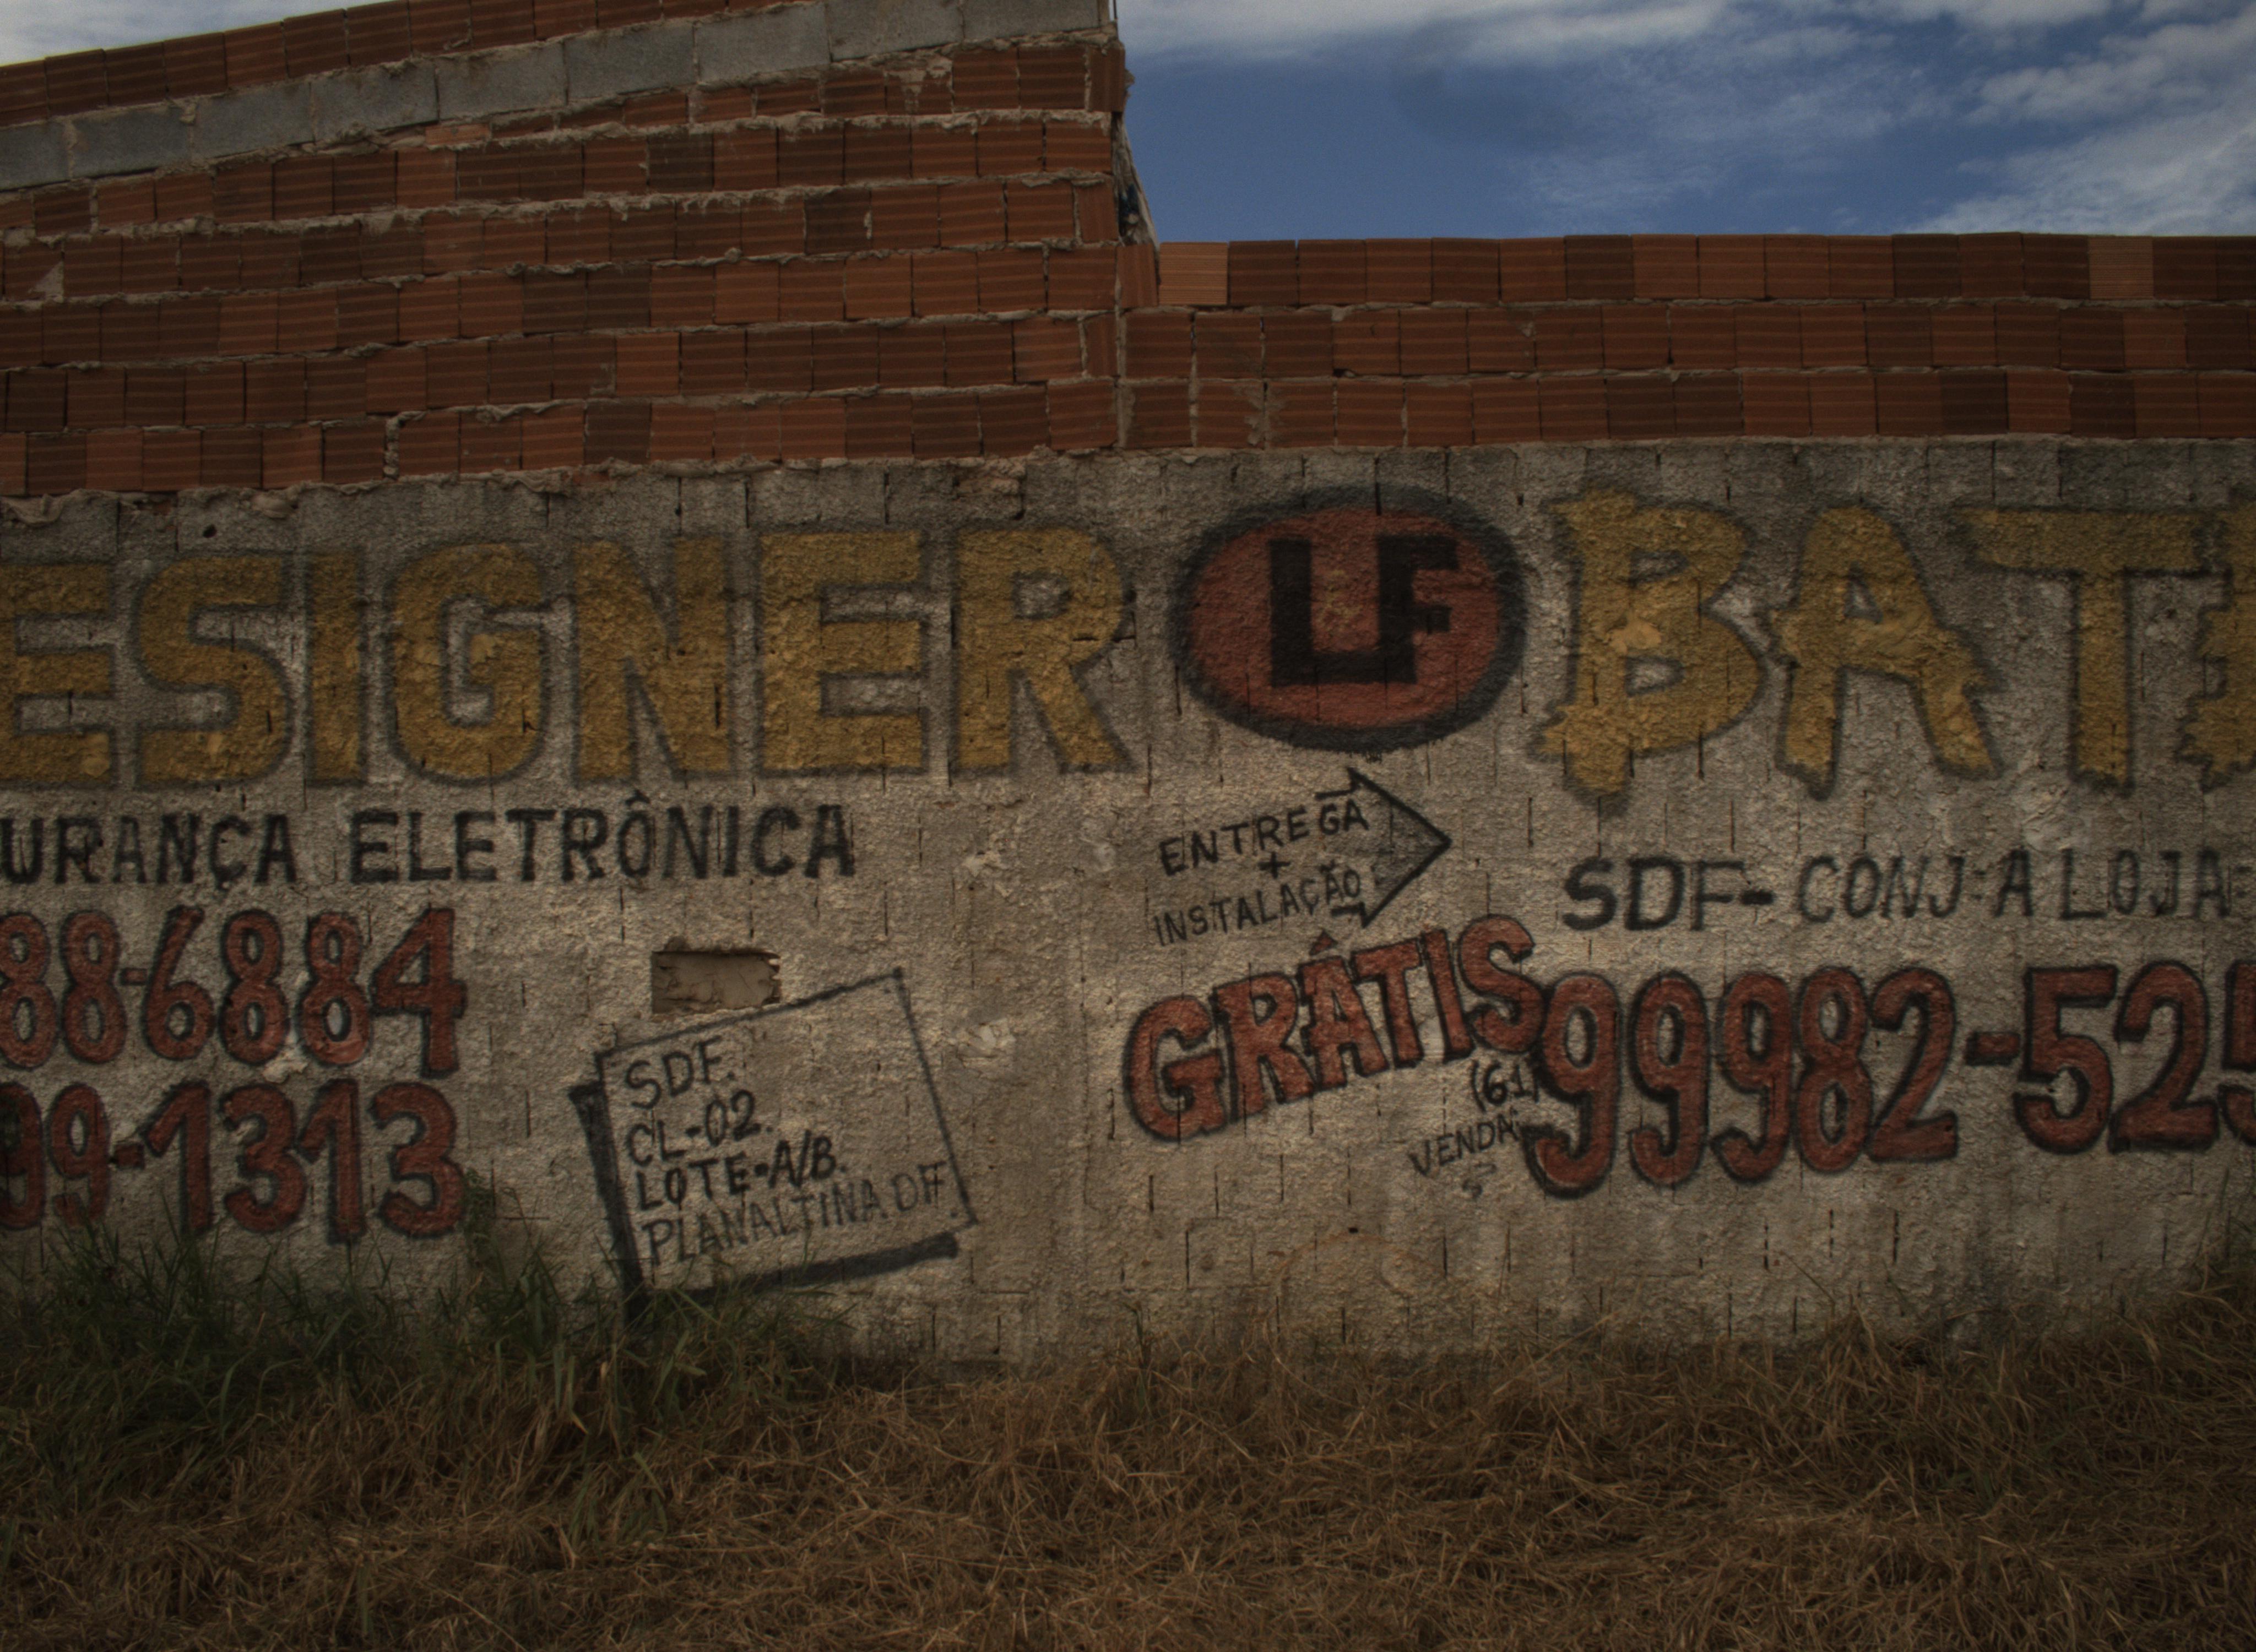 ESIGNER
URANÇA ELETRÔNICA
88-6884
99-1313
SDF.
CL-02.
LOTE-A/B.
PLANALTINA DF.
LF
BAT
ENTREGA
+
INSTALAÇÃO
GRÁTIS
SDF- CONJ-A LOJA
(61) 99982-525
VENDAS